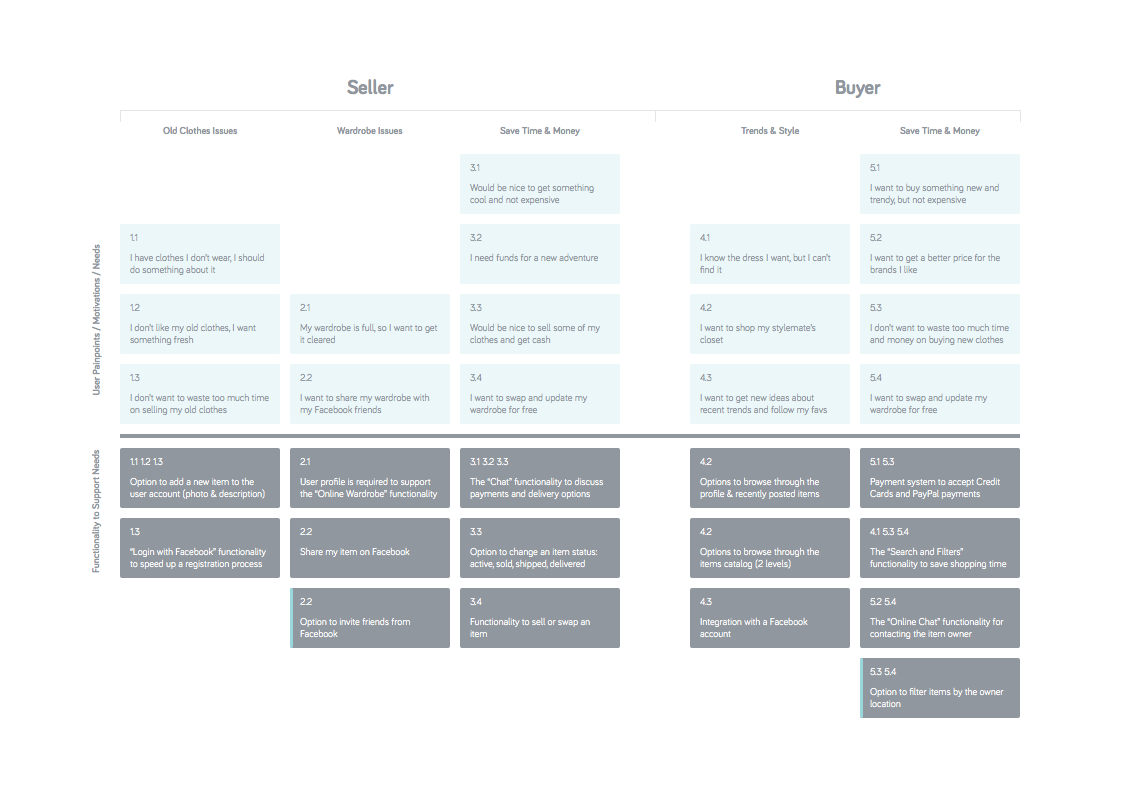 Seller
Buyer
Old Clothes Issues
Wardrobe Issues
Save Time & Money
Trends & Style
Save Time & Money
User Painpoints / Motivations / Needs
3.1
Would be nice to get something
cool and not expensive
5.1
I want to buy something new and
trendy, but not expensive
1.1
I have clothes I don't wear, I should
do something about it
3.2
I need funds for a new adventure
4.1
I know the dress I want, but I can't
find it
5.2
I want to get a better price for the
brands I like
1.2
I don't like my old clothes, I want
something fresh
2.1
My wardrobe is full, so I want to get
it cleared
3.3
Would be nice to sell some of my
clothes and get cash
4.2
I want to shop my stylemate's
closet
5.3
I don't want to waste too much time
and money on buying new clothes
1.3
I don't want to waste too much time
on selling my old clothes
2.2
I want to share my wardrobe with
my Facebook friends
3.4
I want to swap and update my
wardrobe for free
4.3
I want to get new ideas about
recent trends and follow my favs
5.4
I want to swap and update my
wardrobe for free
Functionality to Support Needs
1.1 1.2 1.3
Option to add a new item to the
user account (photo & description)
2.1
User profile is required to support
the “Online Wardrobe” functionality
3.1 3.2 3.3
The “Chat” functionality to discuss
payments and delivery options
4.2
Options to browse through the
profile & recently posted items
5.1 5.3
Payment system to accept Credit
Cards and PayPal payments
1.3
“Login with Facebook” functionality
to speed up a registration process
2.2
Share my item on Facebook
3.3
Option to change an item status:
active, sold, shipped, delivered
4.2
Options to browse through the
items catalog (2 levels)
4.1 5.3 5.4
The “Search and Filters”
functionality to save shopping time
2.2
Option to invite friends from
Facebook
3.4
Functionality to sell or swap an
item
4.3
Integration with a Facebook
account
5.2 5.4
The “Online Chat” functionality for
contacting the item owner
5.3 5.4
Option to filter items by the owner
location